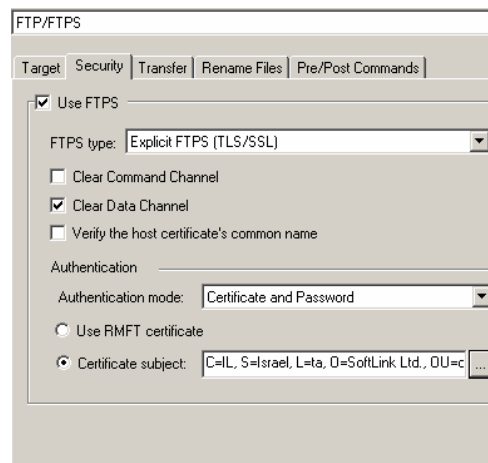 FTP/FTPS
Target Security Transfer Rename Files Pre/Post Commands
Use FTPS
FTPS type: Explicit FTPS (TLS/SSL)
Clear Command Channel
Clear Data Channel
Verify the host certificate's common name
Authentication
Authentication mode: Certificate and Password
Use RMFT certificate
Certificate subject: C=IL, S=Israel, L=ta, O=SoftLink Ltd., OU=c ...